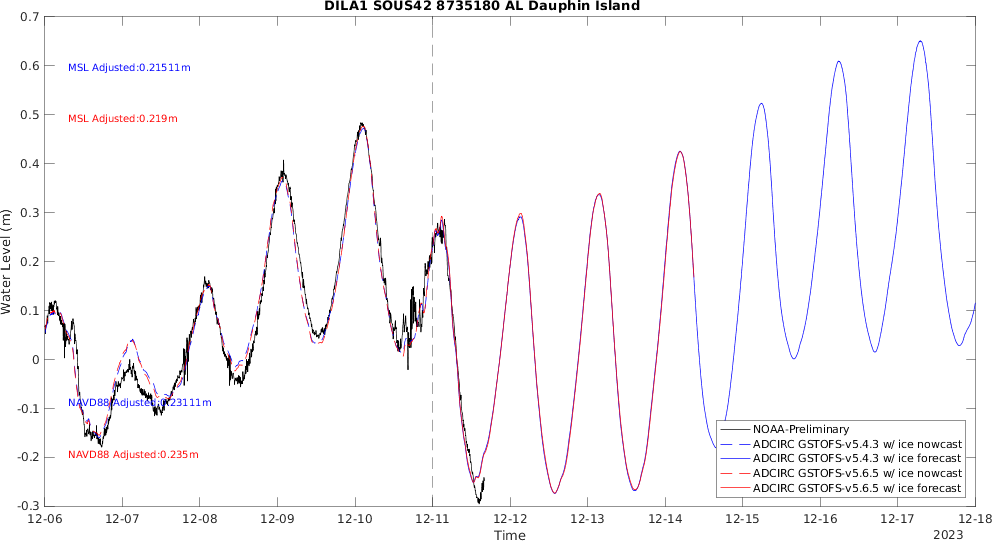 DILA1 SOUS42 8735180 AL Dauphin Island
0.7
0.6
0.5
0.4
0.3
0.2
0.1
0
-0.1
-0.2
-0.3
Water Level (m)
MSL Adjusted:0.21511m
MSL Adjusted:0.219m
NAVD88 Adjusted:0.23111m
NAVD88 Adjusted:0.235m
NOAA-Preliminary
ADCIRC GSTOFS-v5.4.3 w/ ice nowcast
ADCIRC GSTOFS-v5.4.3 w/ ice forecast
ADCIRC GSTOFS-v5.6.5 w/ ice nowcast
ADCIRC GSTOFS-v5.6.5 w/ ice forecast
12-06 12-07 12-08 12-09 12-10 12-11 12-12 12-13 12-14 12-15 12-16 12-17 12-18
Time
2023